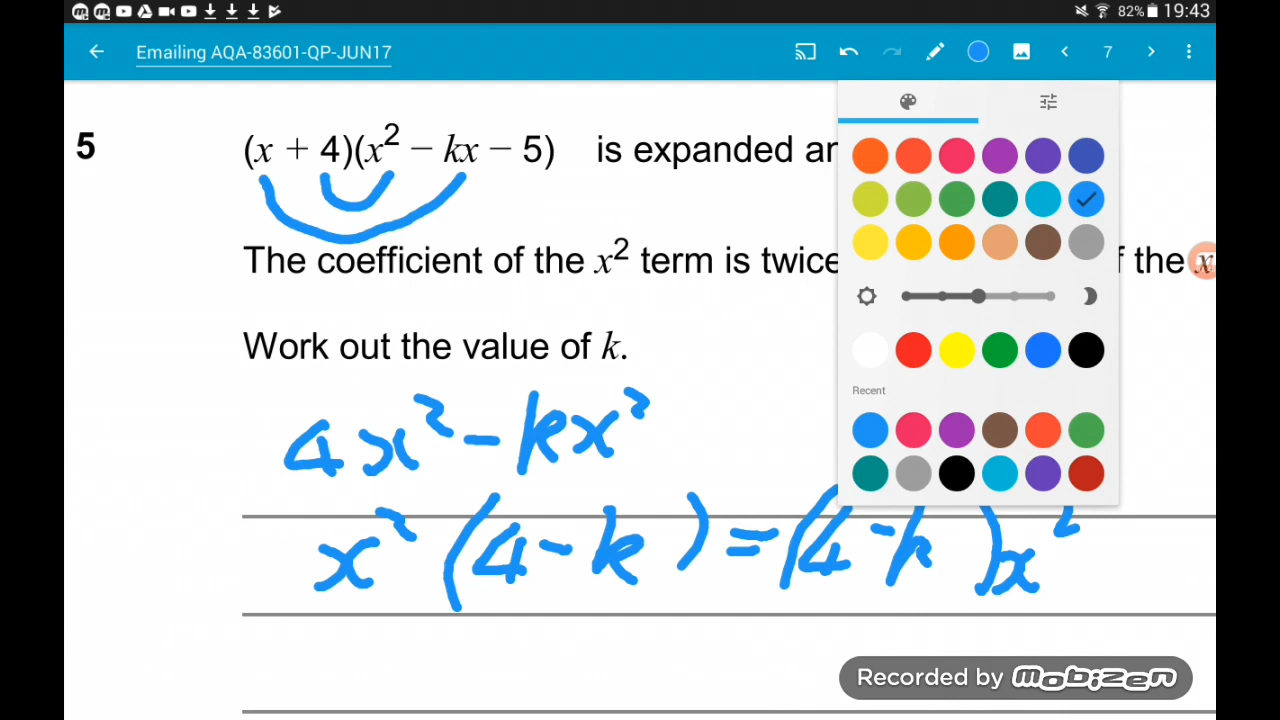 82% 19:43
Emailing AQA-83601-QP-JUN17 7
5 (x + 4)(x² − kx − 5) is expanded
The coefficient of the x² term is twice the x
Work out the value of k.
Recent
4x² − kx²
x² (4 − k) = (4 − k)x²
Recorded by MOBIZEN